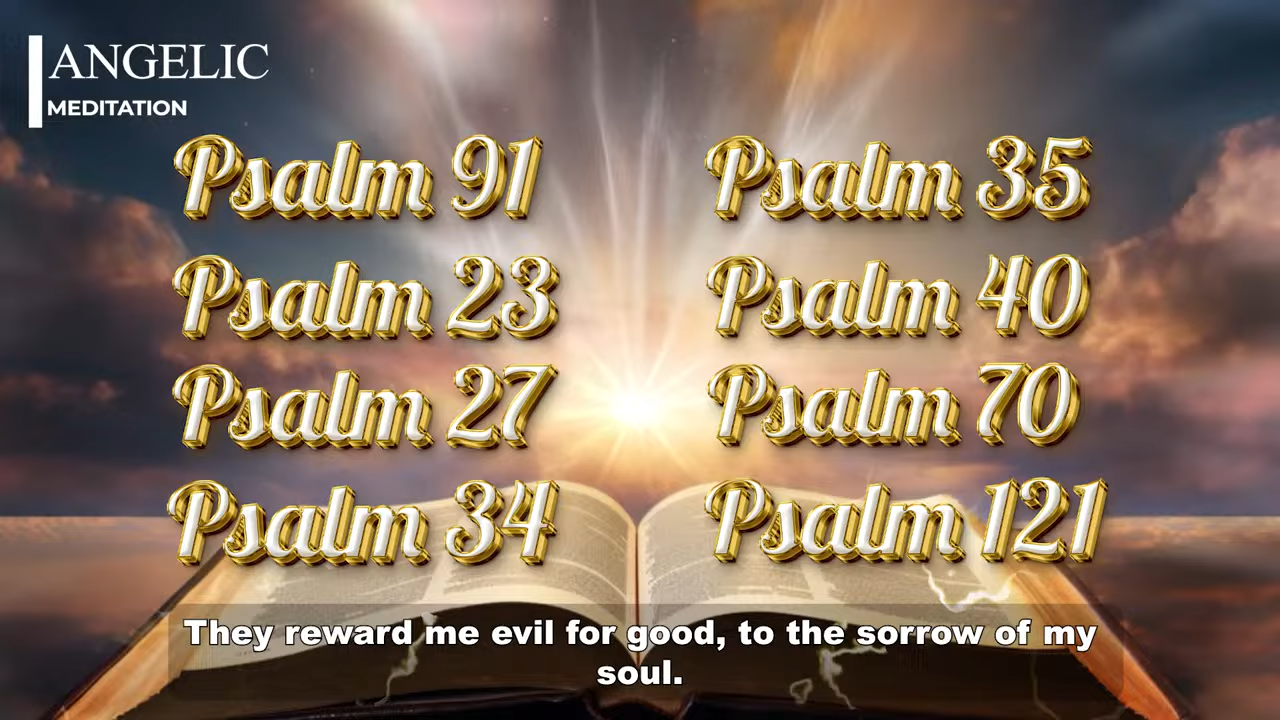 ANGELIC
MEDITATION
Psalm 91
Psalm 23
Psalm 27
Psalm 34
Psalm 35
Psalm 40
Psalm 70
Psalm 121
They reward me evil for good, to the sorrow of my
soul.